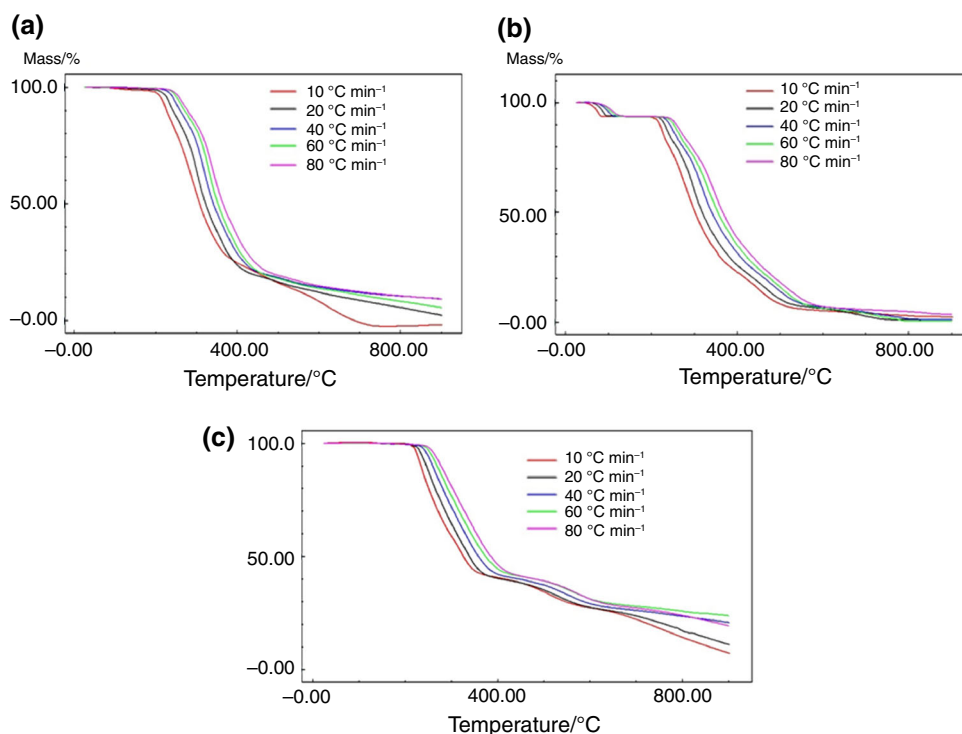 (a)
Mass/%
100.0
50.00
–0.00
–0.00
400.00
800.00
Temperature/°C
10 °C min⁻¹
20 °C min⁻¹
40 °C min⁻¹
60 °C min⁻¹
80 °C min⁻¹
(b)
Mass/%
100.0
50.00
–0.00
–0.00
400.00
800.00
Temperature/°C
10 °C min⁻¹
20 °C min⁻¹
40 °C min⁻¹
60 °C min⁻¹
80 °C min⁻¹
(c)
100.0
50.00
–0.00
–0.00
400.00
800.00
Temperature/°C
10 °C min⁻¹
20 °C min⁻¹
40 °C min⁻¹
60 °C min⁻¹
80 °C min⁻¹